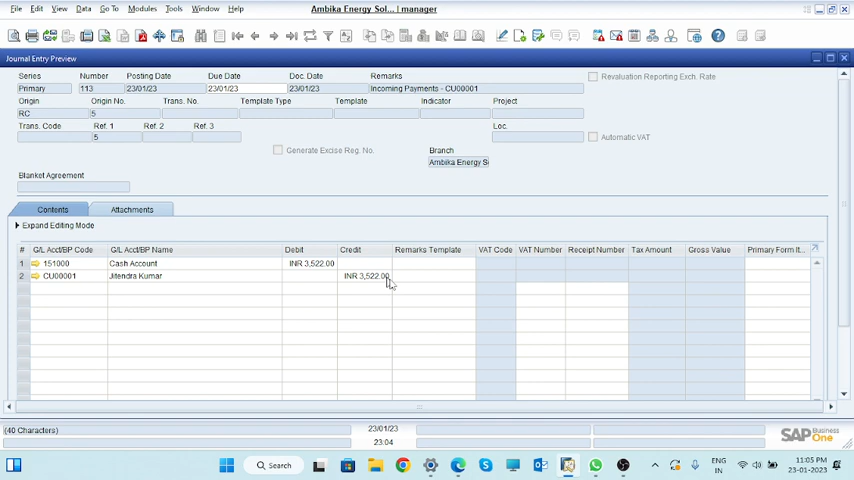 File Edit View Data Go To Modules Tools Window Help Ambika Energy Sol... | manager
Journal Entry Preview
Series Number Posting Date Due Date Doc. Date Remarks Revaluation Reporting Exch. Rate
Primary 113 23/01/23 23/01/23 23/01/23 Incoming Payments - CU00001
Origin Origin No. Trans. No. Template Type Template Indicator Project
RC 5
Trans. Code Ref. 1 Ref. 2 Ref. 3 Loc.
5 Automatic VAT
Generate Excise Reg. No. Branch
Ambika Energy S
Blanket Agreement
Contents Attachments
Expand Editing Mode
# G/L Acct/BP Code G/L Acct/BP Name Debit Credit Remarks Template VAT Code VAT Number Receipt Number Tax Amount Gross Value Primary Form It...
1 151000 Cash Account INR 3,522.00
2 CU00001 Jitendra Kumar INR 3,522.00
(40 Characters) 23/01/23
23:04 SAP Business One
Search ENG 11:05 PM
IN 23-01-2023